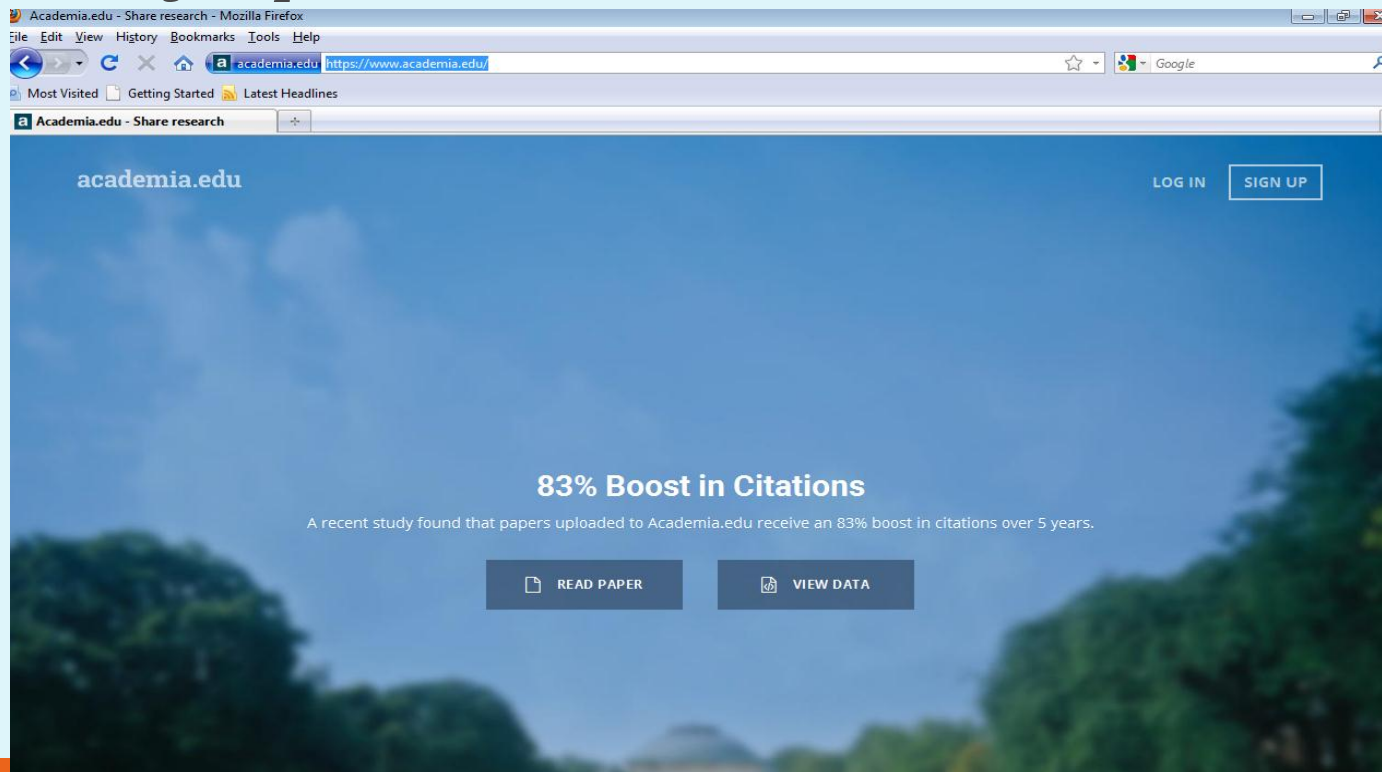 Academia.edu - Share research - Mozilla Firefox
File Edit View History Bookmarks Tools Help
a academia.edu https://www.academia.edu/ Google
Most Visited Getting Started Latest Headlines
a Academia.edu - Share research
academia.edu LOG IN SIGN UP
83% Boost in Citations
A recent study found that papers uploaded to Academia.edu receive an 83% boost in citations over 5 years.
READ PAPER VIEW DATA